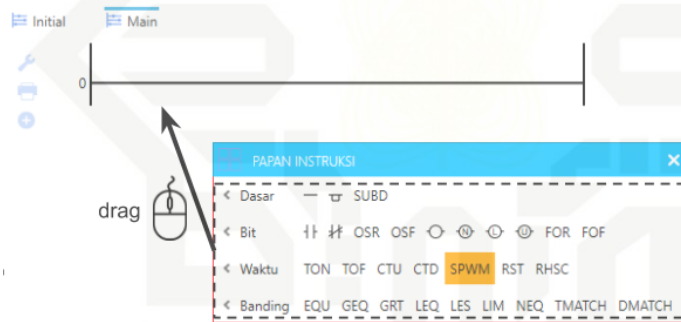 Initial Main
0
PAPAN INSTRUKSI
drag
< Dasar SUBD
< Bit OSR OSF N L U FOR FOF
< Waktu TON TOF CTU CTD SPWM RST RHSC
< Banding EQU GEQ GRT LEQ LES LIM NEQ TMATCH DMATCH